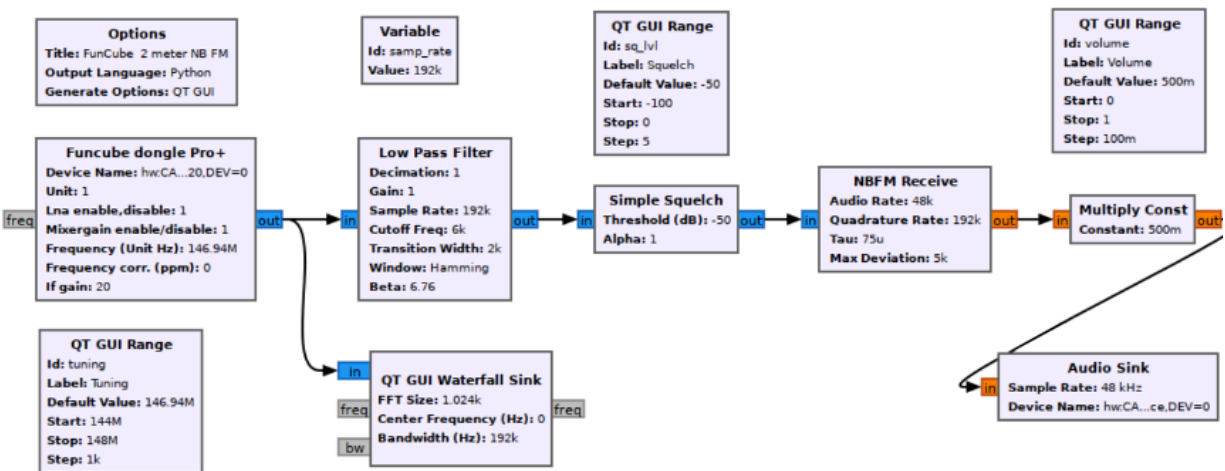 Options
Title: FunCube  2 meter NB FM
Output Language: Python
Generate Options: QT GUI
Variable
Id: samp_rate
Value: 192k
QT GUI Range
Id: sq_lvl
Label: Squelch
Default Value: -50
Start: -100
Stop: 0
Step: 5
QT GUI Range
Id: volume
Label: Volume
Default Value: 500m
Start: 0
Stop: 1
Step: 100m
Funcube dongle Pro+
Device Name: hw:CA...20,DEV=0
Unit: 1
Lna enable,disable: 1
Mixergain enable/disable: 1
Frequency (Unit Hz): 146.94M
Frequency corr. (ppm): 0
If gain: 20
freq
out
Low Pass Filter
Decimation: 1
Gain: 1
Sample Rate: 192k
Cutoff Freq: 6k
Transition Width: 2k
Window: Hamming
Beta: 6.76
in
out
Simple Squelch
Threshold (dB): -50
Alpha: 1
in
out
NBFM Receive
Audio Rate: 48k
Quadrature Rate: 192k
Tau: 75u
Max Deviation: 5k
in
out
Multiply Const
Constant: 500m
in
out
QT GUI Range
Id: tuning
Label: Tuning
Default Value: 146.94M
Start: 144M
Stop: 148M
Step: 1k
QT GUI Waterfall Sink
FFT Size: 1.024k
Center Frequency (Hz): 0
Bandwidth (Hz): 192k
in
freq
bw
freq
Audio Sink
Sample Rate: 48 kHz
Device Name: hw:CA...ce,DEV=0
in